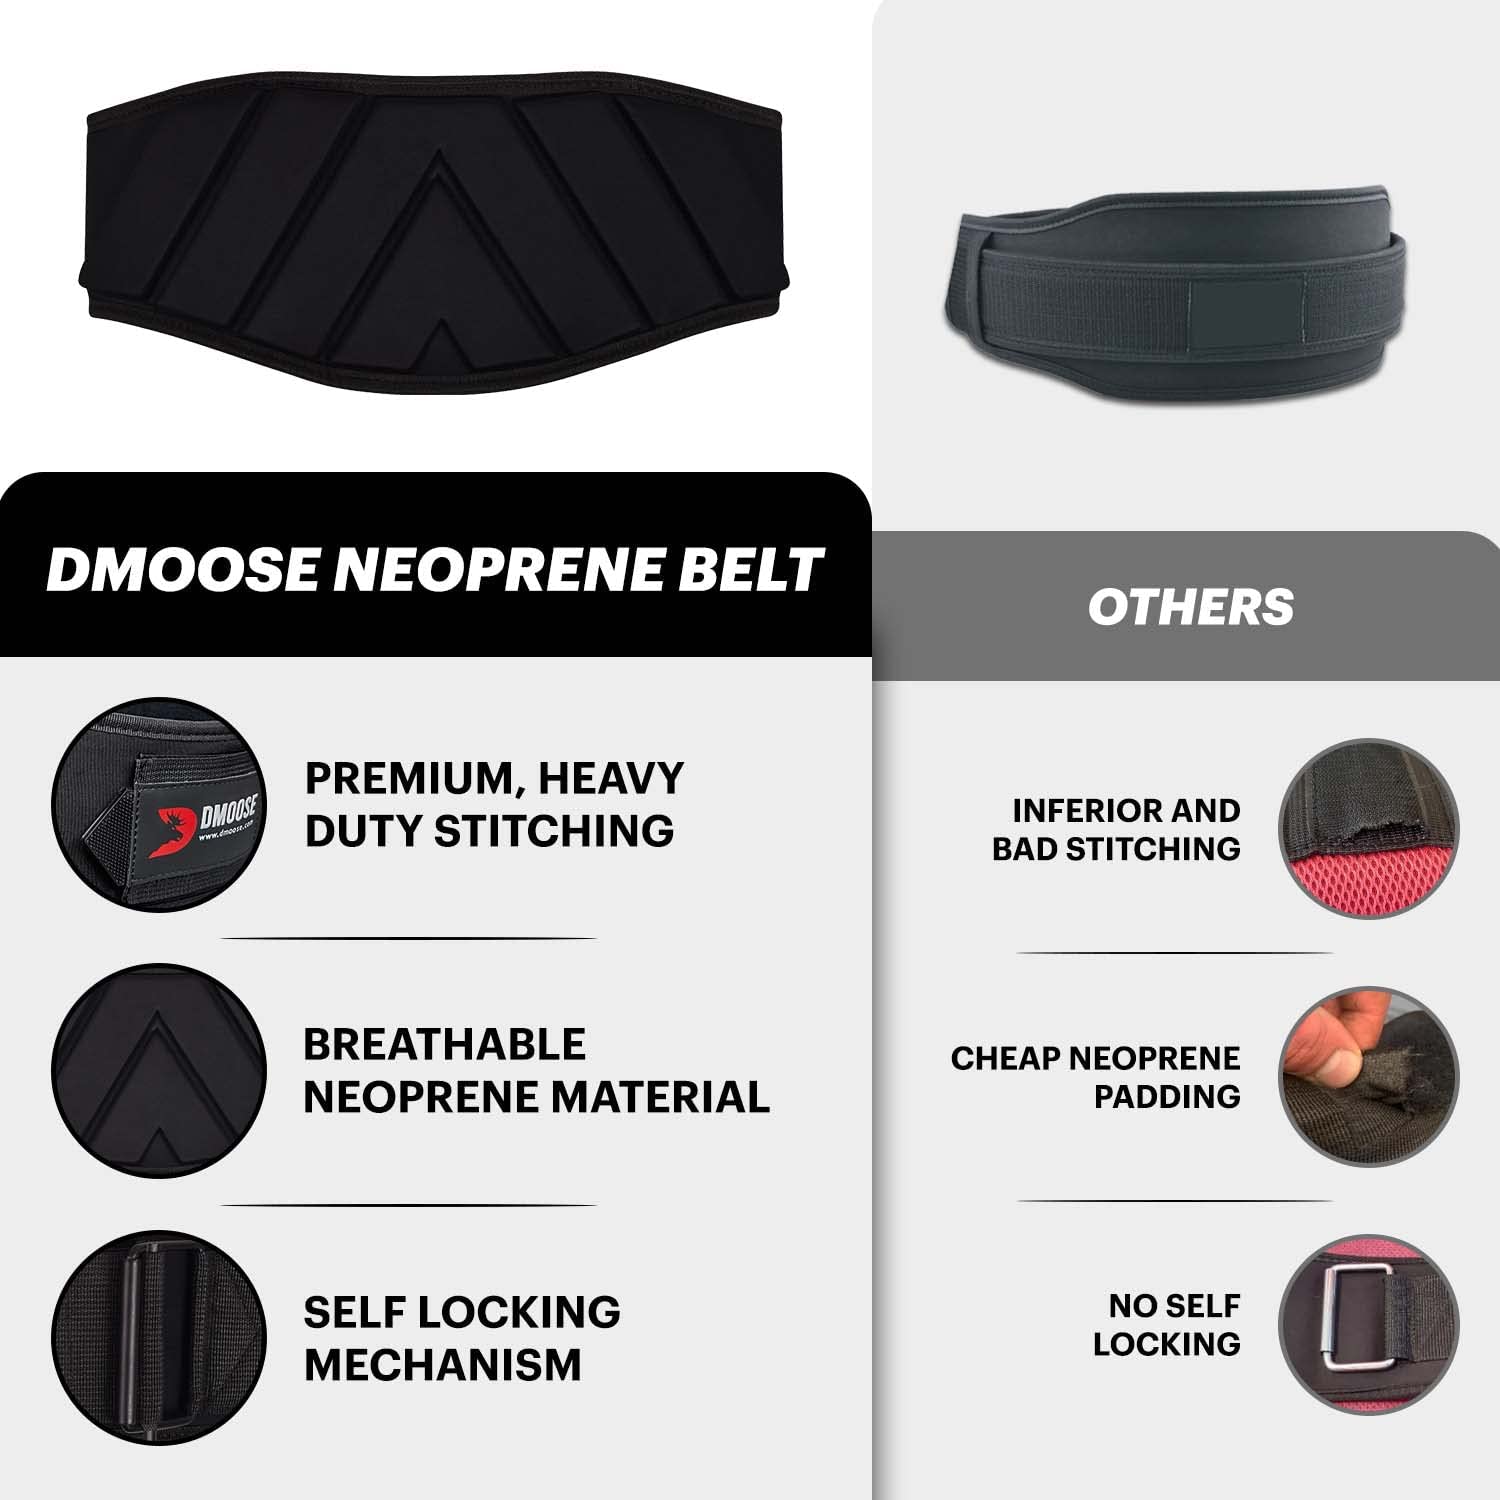 DMOOSE NEOPRENE BELT
OTHERS
DMOOSE
www.dmoose.com
PREMIUM, HEAVY
DUTY STITCHING
INFERIOR AND
BAD STITCHING
BREATHABLE
NEOPRENE MATERIAL
CHEAP NEOPRENE
PADDING
SELF LOCKING
MECHANISM
NO SELF
LOCKING